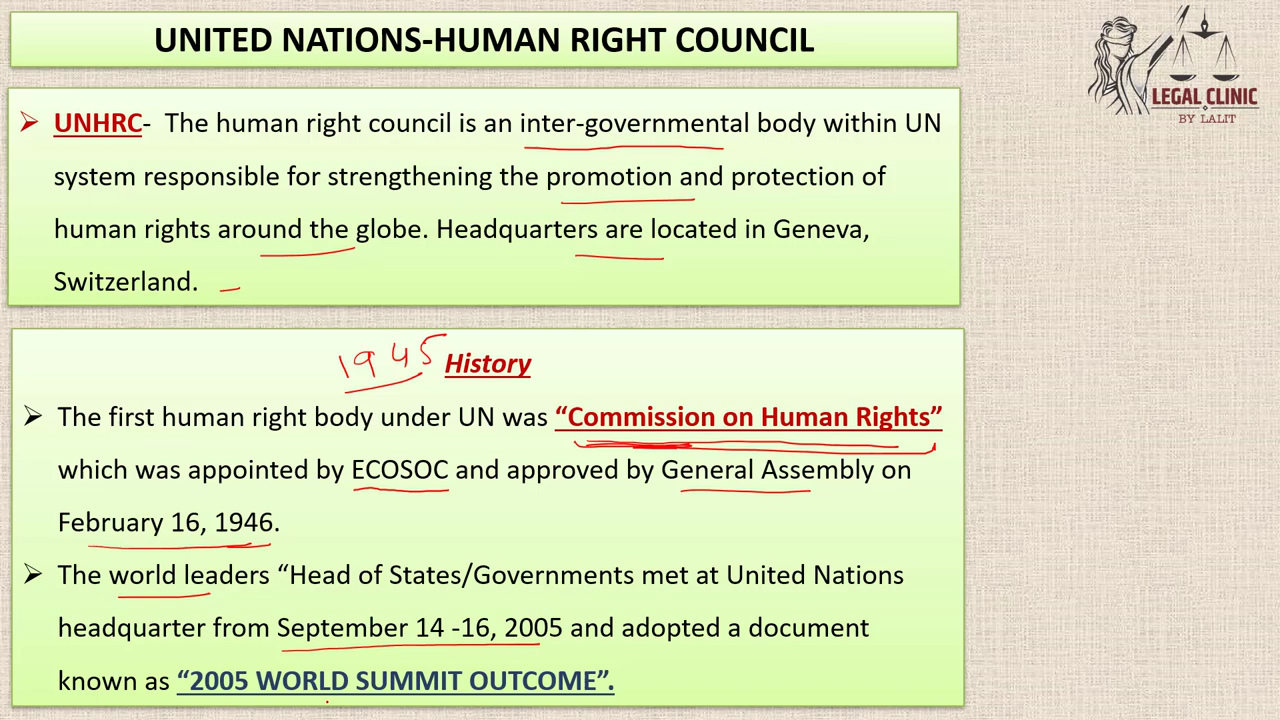 UNITED NATIONS-HUMAN RIGHT COUNCIL
LEGAL CLINIC
BY LALIT
➢ UNHRC- The human right council is an inter-governmental body within UN
system responsible for strengthening the promotion and protection of
human rights around the globe. Headquarters are located in Geneva,
Switzerland.
1945
History
➢ The first human right body under UN was “Commission on Human Rights”
which was appointed by ECOSOC and approved by General Assembly on
February 16, 1946.
➢ The world leaders “Head of States/Governments met at United Nations
headquarter from September 14 -16, 2005 and adopted a document
known as “2005 WORLD SUMMIT OUTCOME”.